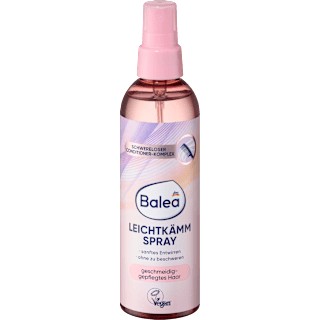 SCHWERELOSER
CONDITIONER-KOMPLEX
Balea
LEICHTKÄMM
SPRAY
sanftes Entwirren
ohne zu beschweren
geschmeidig-
gepflegtes Haar
Vegan